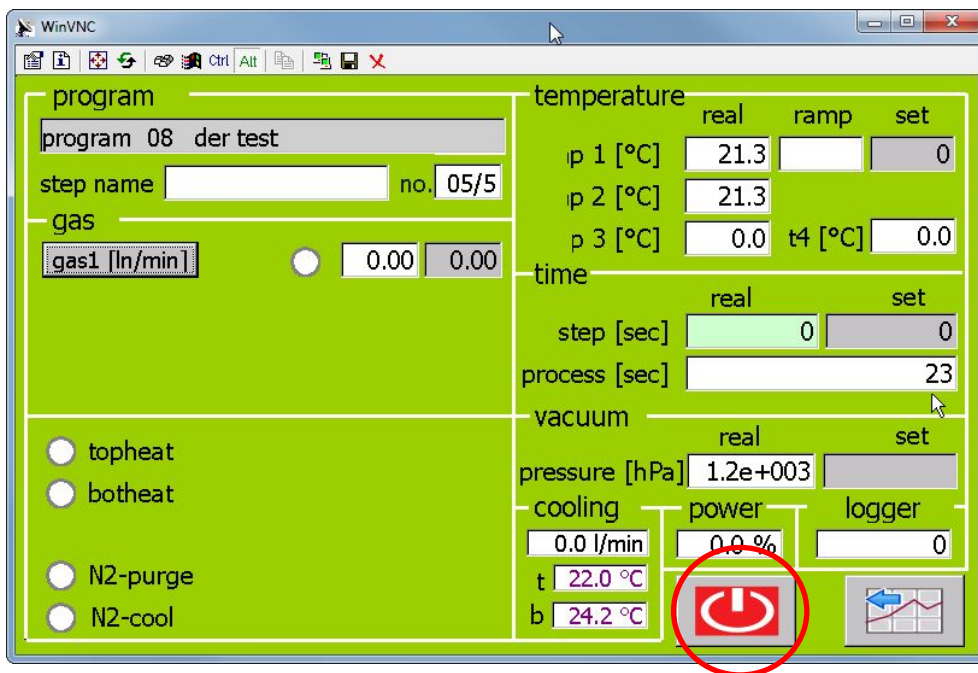 WinVNC
Ctrl Alt
program
program 08 der test
step name no. 05/5
gas
gas1 [ln/min] 0.00 0.00
topheat
botheat
N2-purge
N2-cool
temperature
real ramp set
p 1 [°C] 21.3 0
p 2 [°C] 21.3
p 3 [°C] 0.0 t4 [°C] 0.0
time
real set
step [sec] 0 0
process [sec] 23
vacuum
real set
pressure [hPa] 1.2e+003
cooling
0.0 l/min
t 22.0 °C
b 24.2 °C
power
0.0 %
logger
0